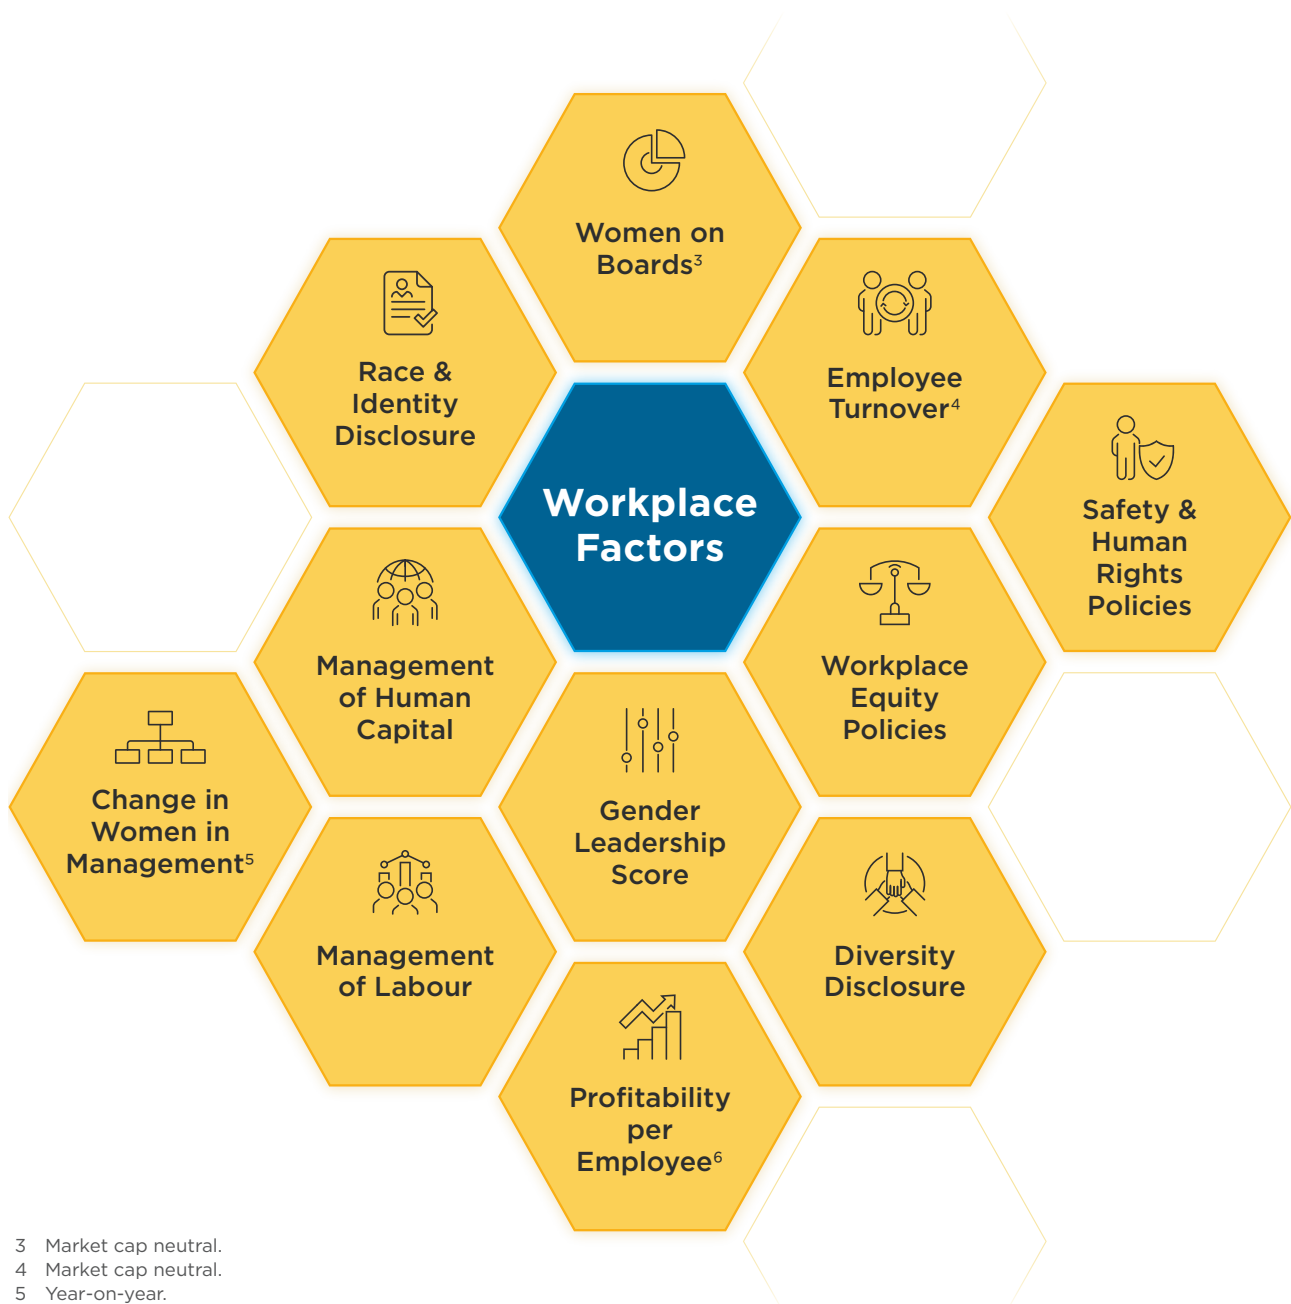 Women on
Boards³
Race &
Identity
Disclosure
Employee
Turnover⁴
Workplace
Factors
Safety &
Human
Rights
Policies
Management
of Human
Capital
Workplace
Equity
Policies
Change in
Women in
Management⁵
Gender
Leadership
Score
Management
of Labour
Diversity
Disclosure
Profitability
per
Employee⁶
3 Market cap neutral.
4 Market cap neutral.
5 Year-on-year.